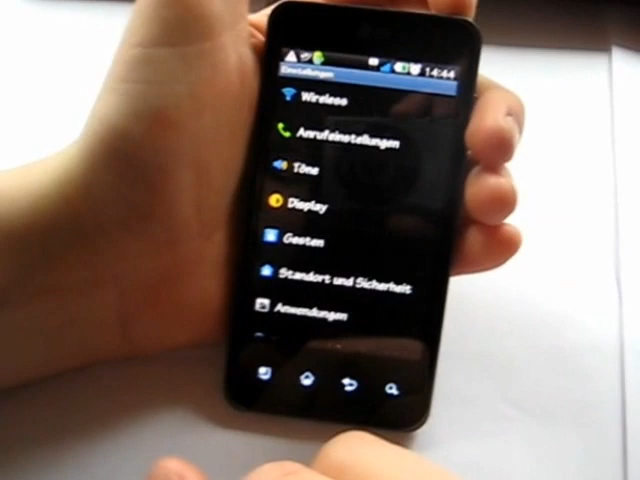 14:44
Einstellungen
Wireless
Anrufeinstellungen
Töne
Display
Gesten
Standort und Sicherheit
Anwendungen